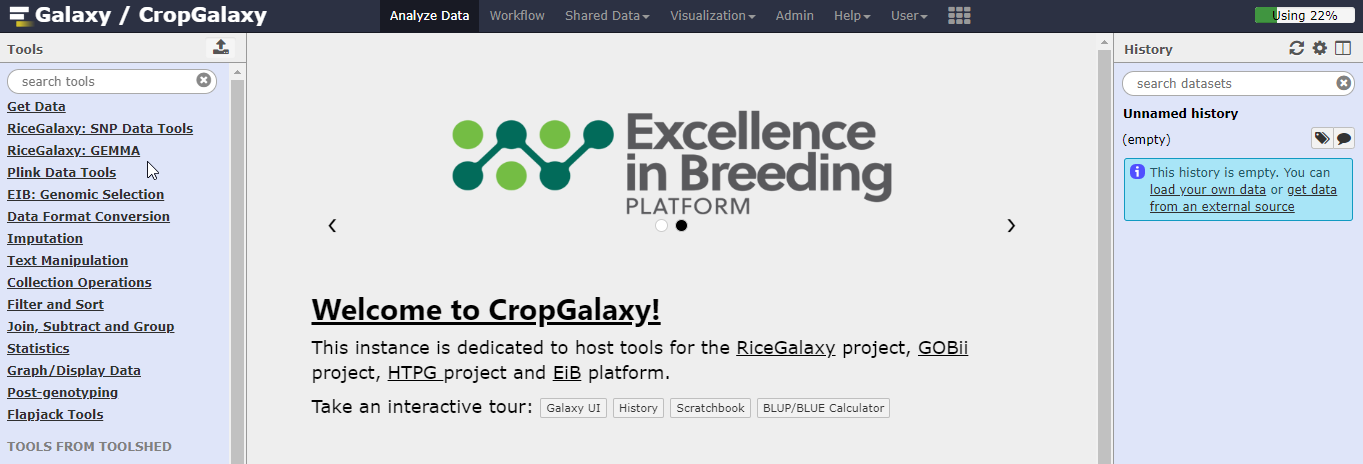 Galaxy / CropGalaxy
Analyze Data
Workflow
Shared Data
Visualization
Admin
Help
User
Using 22%
Tools
search tools
Get Data
RiceGalaxy: SNP Data Tools
RiceGalaxy: GEMMA
Plink Data Tools
EIB: Genomic Selection
Data Format Conversion
Imputation
Text Manipulation
Collection Operations
Filter and Sort
Join, Subtract and Group
Statistics
Graph/Display Data
Post-genotyping
Flapjack Tools
TOOLS FROM TOOLSHED
Excellence
in Breeding
PLATFORM
Welcome to CropGalaxy!
This instance is dedicated to host tools for the RiceGalaxy project, GOBii
project, HTPG project and EiB platform.
Take an interactive tour: Galaxy UI History Scratchbook BLUP/BLUE Calculator
History
search datasets
Unnamed history
(empty)
This history is empty. You can
load your own data or get data
from an external source